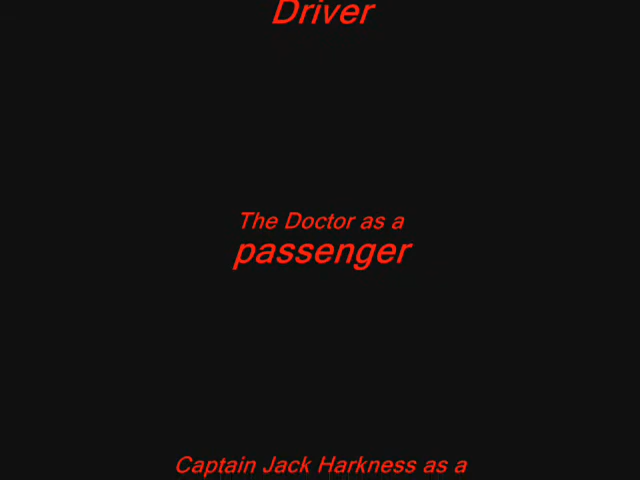 Driver
The Doctor as a
passenger
Captain Jack Harkness as a